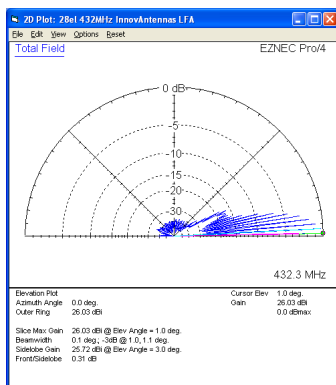 2D Plot: 28el 432MHz InnovAntennas LFA
File Edit View Options Reset
Total Field EZNEC Pro/4
0 dB
-5
-10
-15
-20
-30
432.3 MHz
Elevation Plot Cursor Elev 1.0 deg.
Azimuth Angle 0.0 deg. Gain 26.03 dBi
Outer Ring 26.03 dBi 0.0 dBmax
Slice Max Gain 26.03 dBi @ Elev Angle = 1.0 deg.
Beamwidth 0.1 deg.; -3dB @ 1.0, 1.1 deg.
Sidelobe Gain 25.72 dBi @ Elev Angle = 3.0 deg.
Front/Sidelobe 0.31 dB